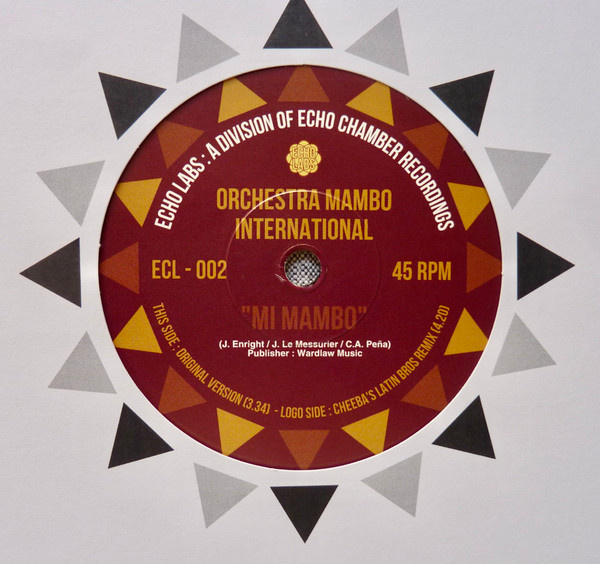 ECHO LABS : A DIVISION OF ECHO CHAMBER RECORDINGS
ECHO
LABS
ORCHESTRA MAMBO
INTERNATIONAL
ECL - 002
45 RPM
"MI MAMBO"
(J. Enright / J. Le Messurier / C.A. Peña)
Publisher : Wardlaw Music
THIS SIDE : ORIGINAL VERSION (3.34) - LOGO SIDE : CHEEBA'S LATIN BROS REMIX (4.20)